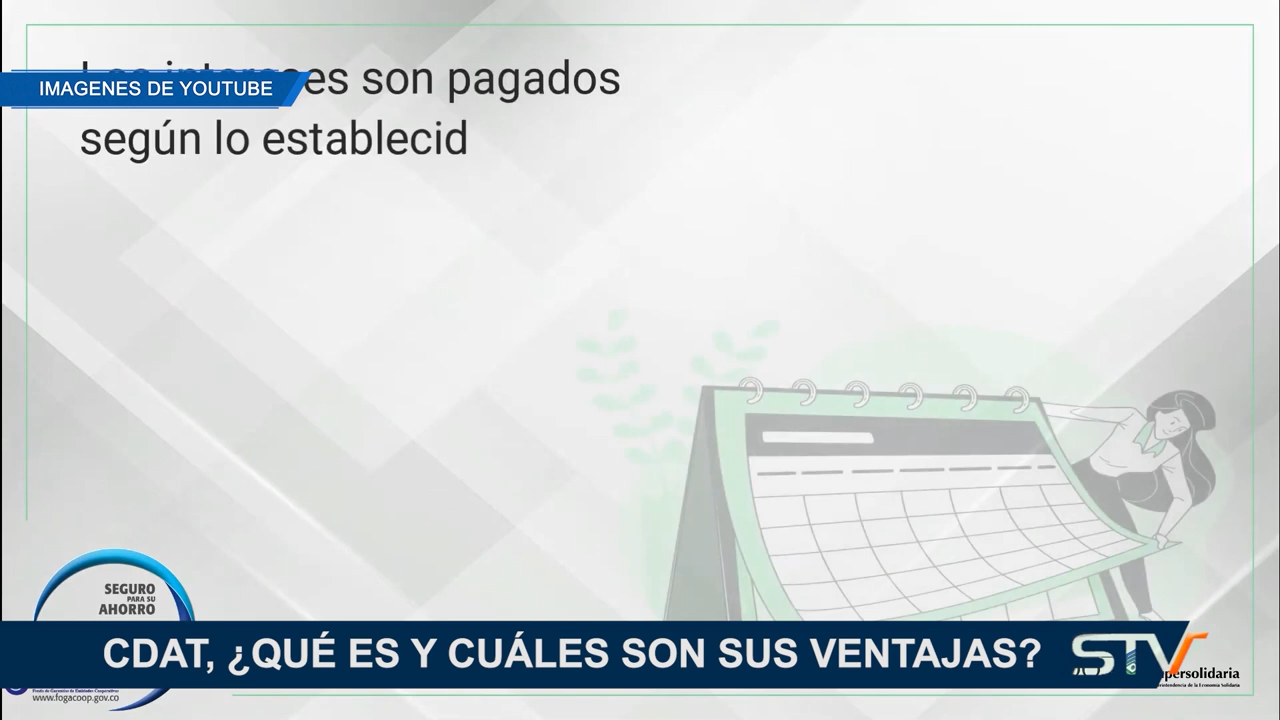 IMAGENES DE YOUTUBE
es son pagados
según lo establecid
SEGURO
PARA SU
AHORRO
CDAT, ¿QUÉ ES Y CUÁLES SON SUS VENTAJAS?
STV
persolidaria
www.fogacoop.gov.co